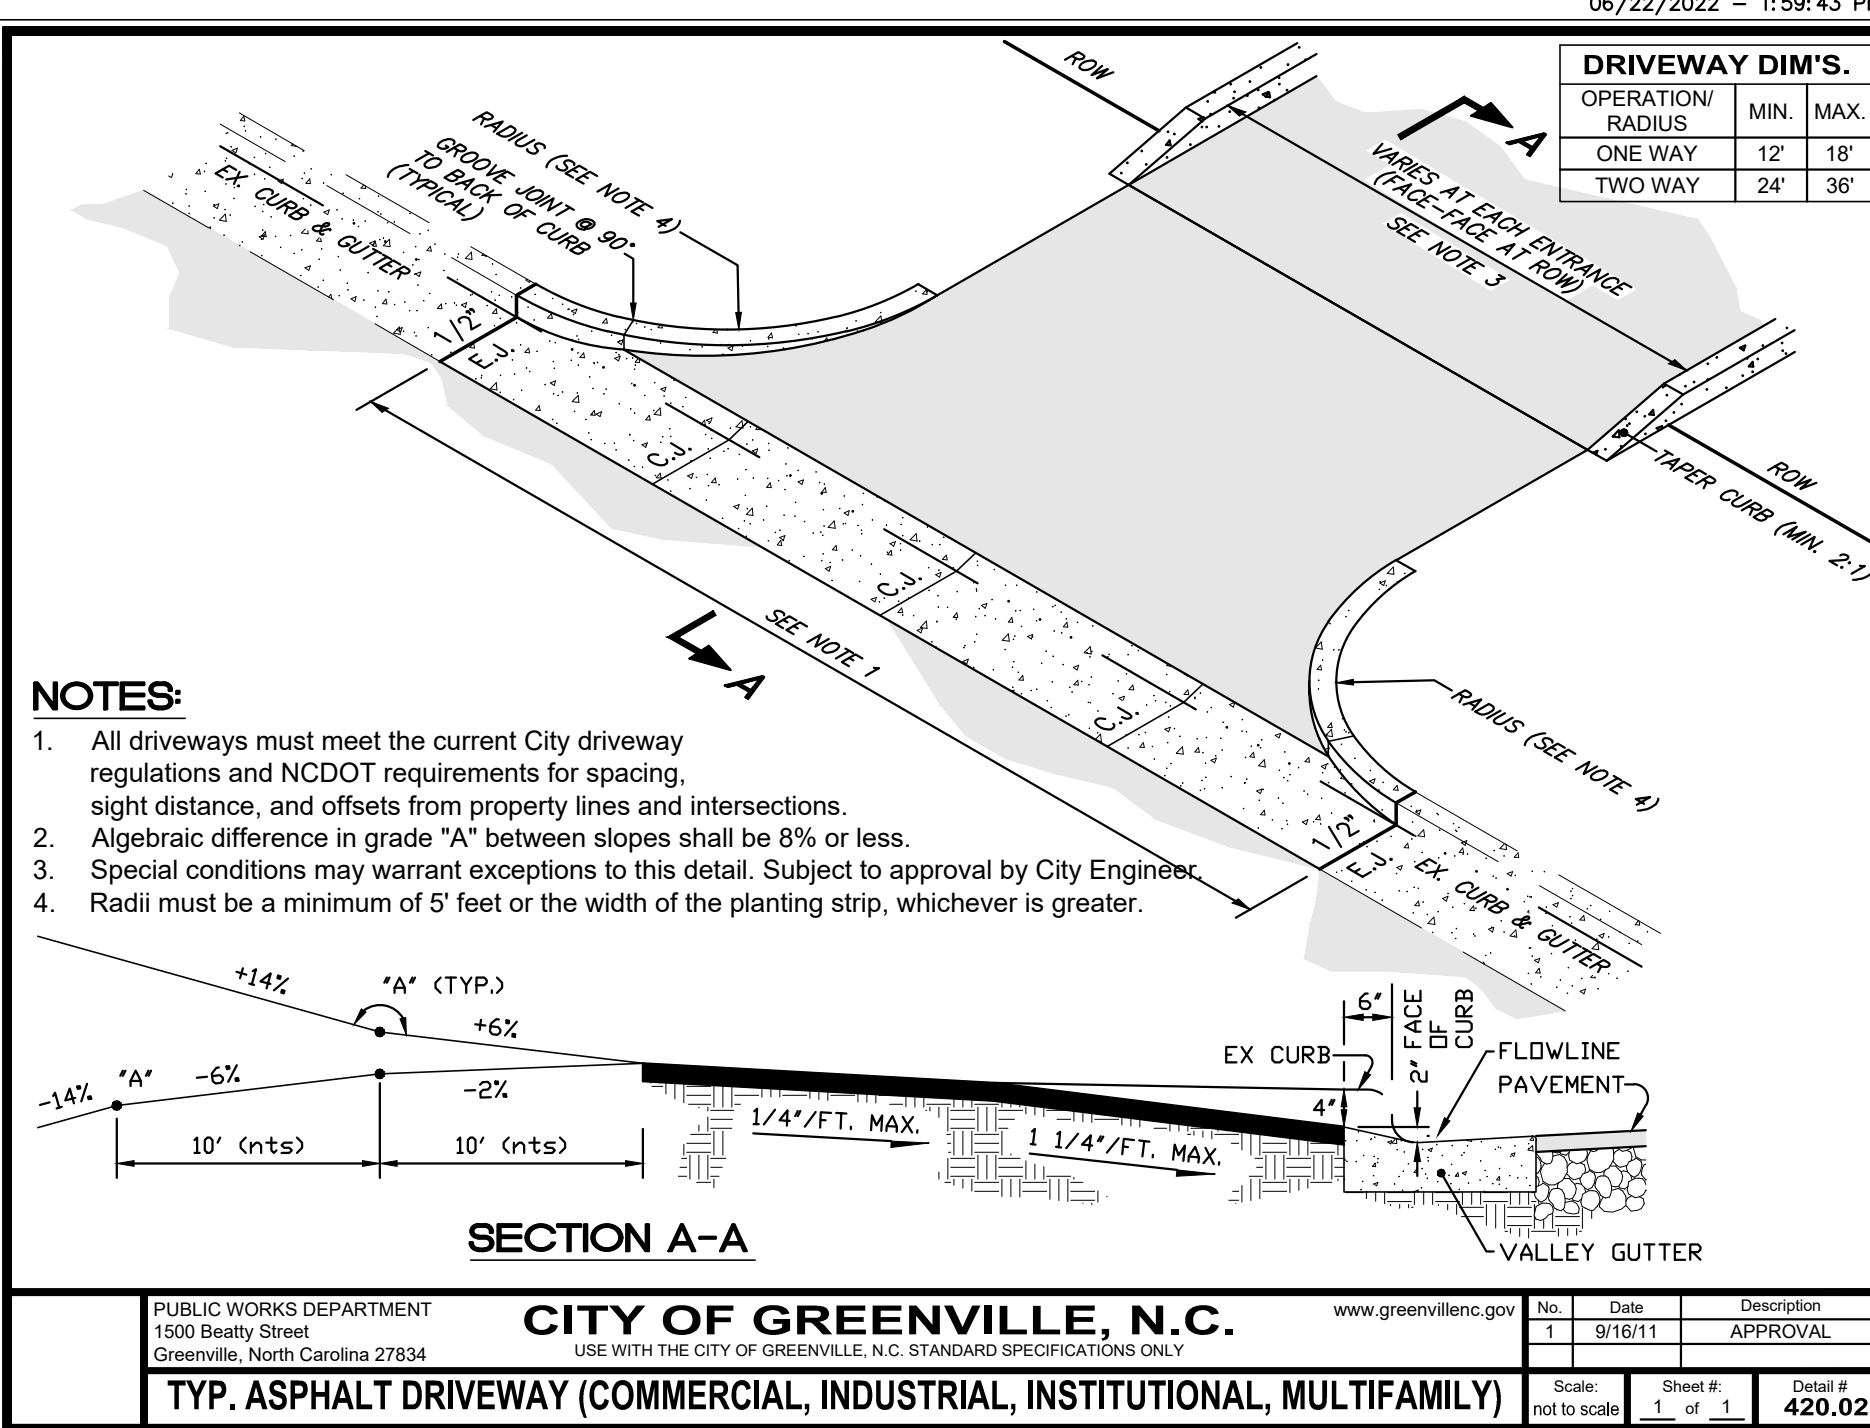 06/22/2022 – 1:59:43 P
DRIVEWAY DIM'S.
OPERATION/
RADIUS
MIN.
MAX.
ONE WAY
12'
18'
TWO WAY
24'
36'
ROW
RADIUS (SEE NOTE 4)
GROOVE JOINT @ 90°
TO BACK OF CURB
(TYPICAL)
EX. CURB & GUTTER
1/2"
E.J.
A
VARIES AT EACH ENTRANCE
(FACE-FACE AT ROW)
SEE NOTE 3
C.J.
C.J.
C.J.
ROW
TAPER CURB (MIN. 2:1)
SEE NOTE 1
A
RADIUS (SEE NOTE 4)
1/2"
E.J.
EX. CURB & GUTTER
NOTES:
1. All driveways must meet the current City driveway
regulations and NCDOT requirements for spacing,
sight distance, and offsets from property lines and intersections.
2. Algebraic difference in grade "A" between slopes shall be 8% or less.
3. Special conditions may warrant exceptions to this detail. Subject to approval by City Engineer.
4. Radii must be a minimum of 5' feet or the width of the planting strip, whichever is greater.
+14%
"A" (TYP.)
+6%
-14%
"A"
-6%
-2%
10' (nts)
10' (nts)
1/4"/FT. MAX.
1 1/4"/FT. MAX.
EX CURB
6"
4"
2" FACE
OF
CURB
FLOWLINE
PAVEMENT
VALLEY GUTTER
SECTION A-A
PUBLIC WORKS DEPARTMENT
1500 Beatty Street
Greenville, North Carolina 27834
CITY OF GREENVILLE, N.C.
USE WITH THE CITY OF GREENVILLE, N.C. STANDARD SPECIFICATIONS ONLY
www.greenvillenc.gov
No.
Date
Description
1
9/16/11
APPROVAL
TYP. ASPHALT DRIVEWAY (COMMERCIAL, INDUSTRIAL, INSTITUTIONAL, MULTIFAMILY)
Scale:
not to scale
Sheet #:
1 of 1
Detail #
420.02